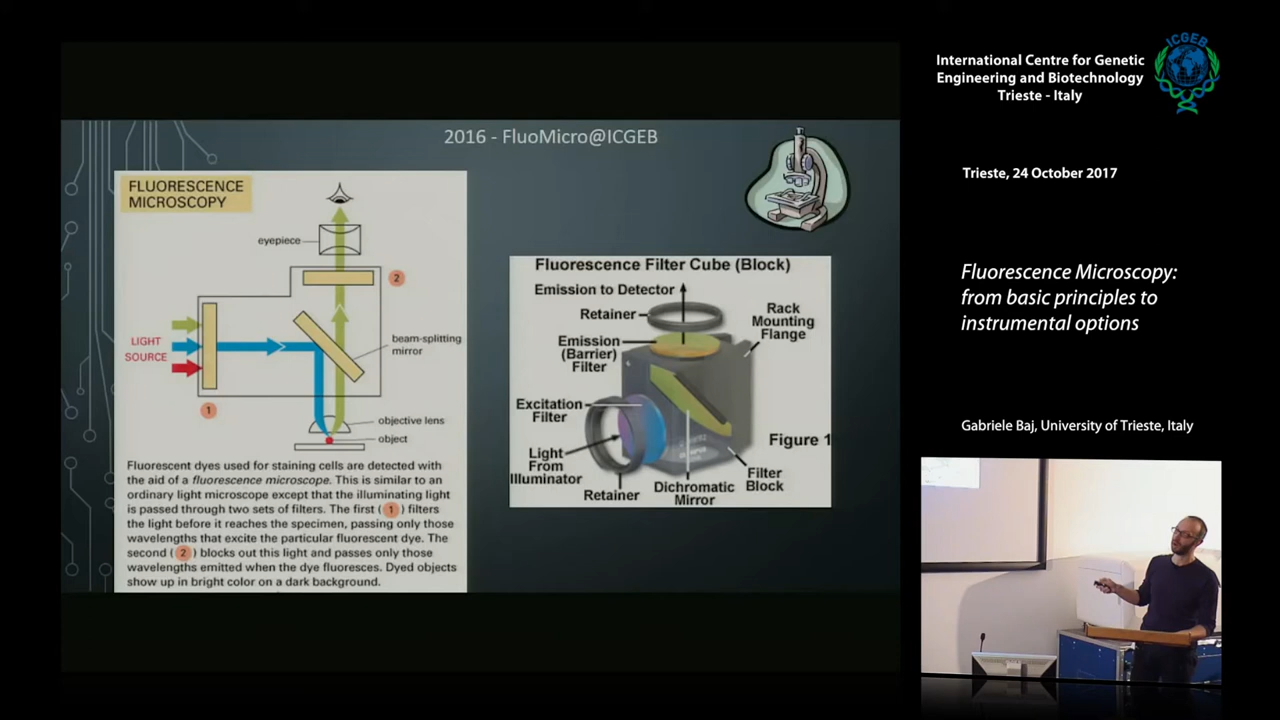 2016 - FluoMicro@ICGEB
FLUORESCENCE
MICROSCOPY
eyepiece
2
LIGHT
SOURCE
beam-splitting
mirror
1
objective lens
object
Fluorescent dyes used for staining cells are detected with
the aid of a fluorescence microscope. This is similar to an
ordinary light microscope except that the illuminating light
is passed through two sets of filters. The first ( 1 ) filters
the light before it reaches the specimen, passing only those
wavelengths that excite the particular fluorescent dye. The
second ( 2 ) blocks out this light and passes only those
wavelengths emitted when the dye fluoresces. Dyed objects
show up in bright color on a dark background.
Fluorescence Filter Cube (Block)
Emission to Detector
Retainer
Rack
Mounting
Flange
Emission
(Barrier)
Filter
Excitation
Filter
Figure 1
Light
From
Illuminator
Retainer
Dichromatic
Mirror
Filter
Block
International Centre for Genetic
Engineering and Biotechnology
Trieste - Italy
ICGEB
Trieste, 24 October 2017
Fluorescence Microscopy:
from basic principles to
instrumental options
Gabriele Baj, University of Trieste, Italy